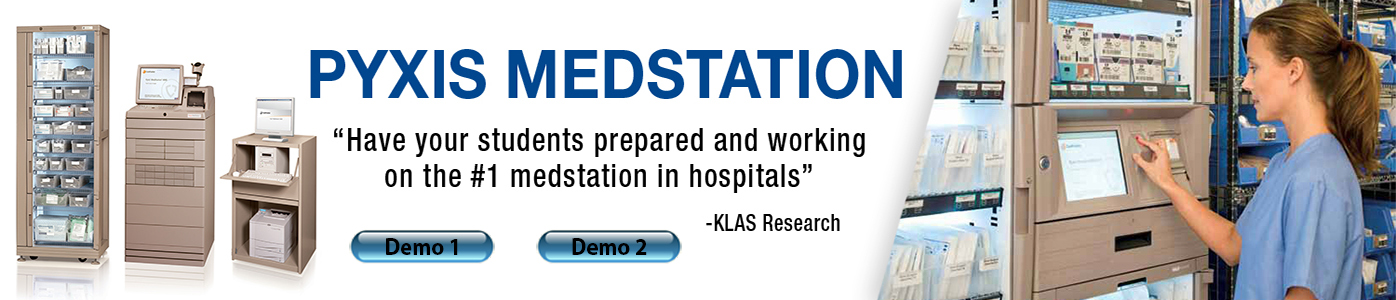 PYXIS MEDSTATION
“Have your students prepared and working
on the #1 medstation in hospitals”
-KLAS Research
Demo 1
Demo 2